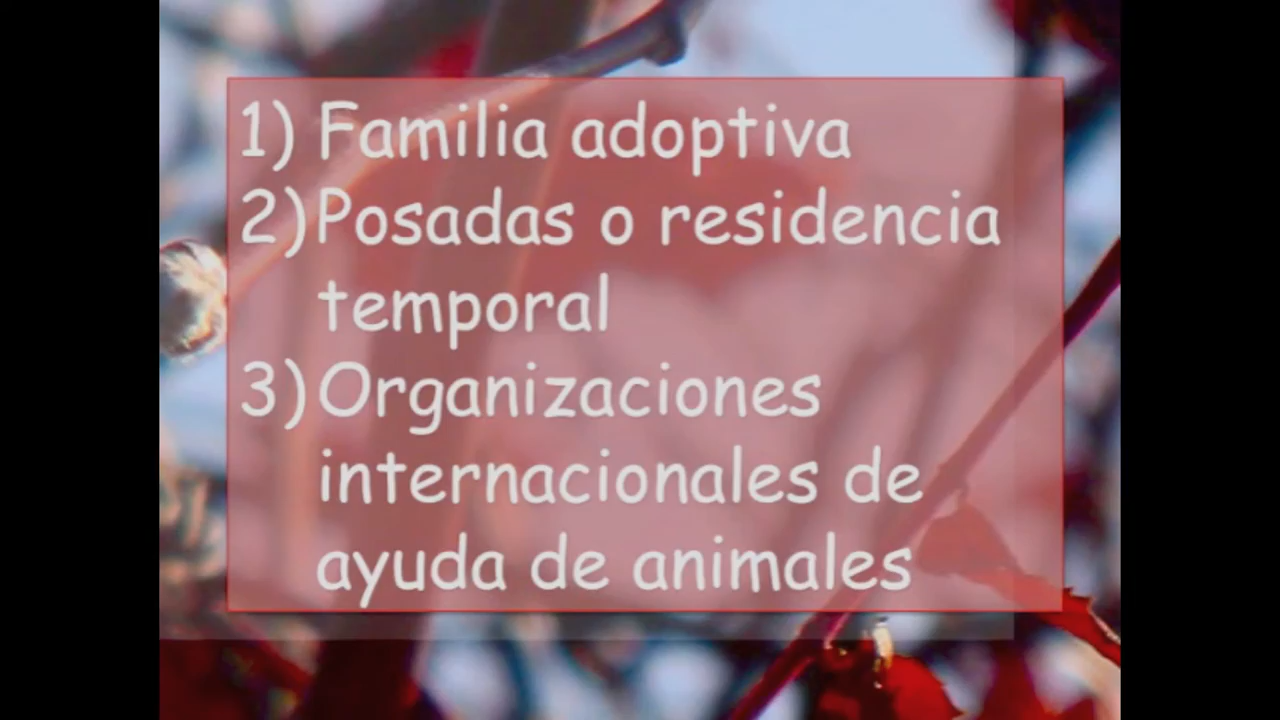 1) Familia adoptiva
2) Posadas o residencia
temporal
3) Organizaciones
internacionales de
ayuda de animales